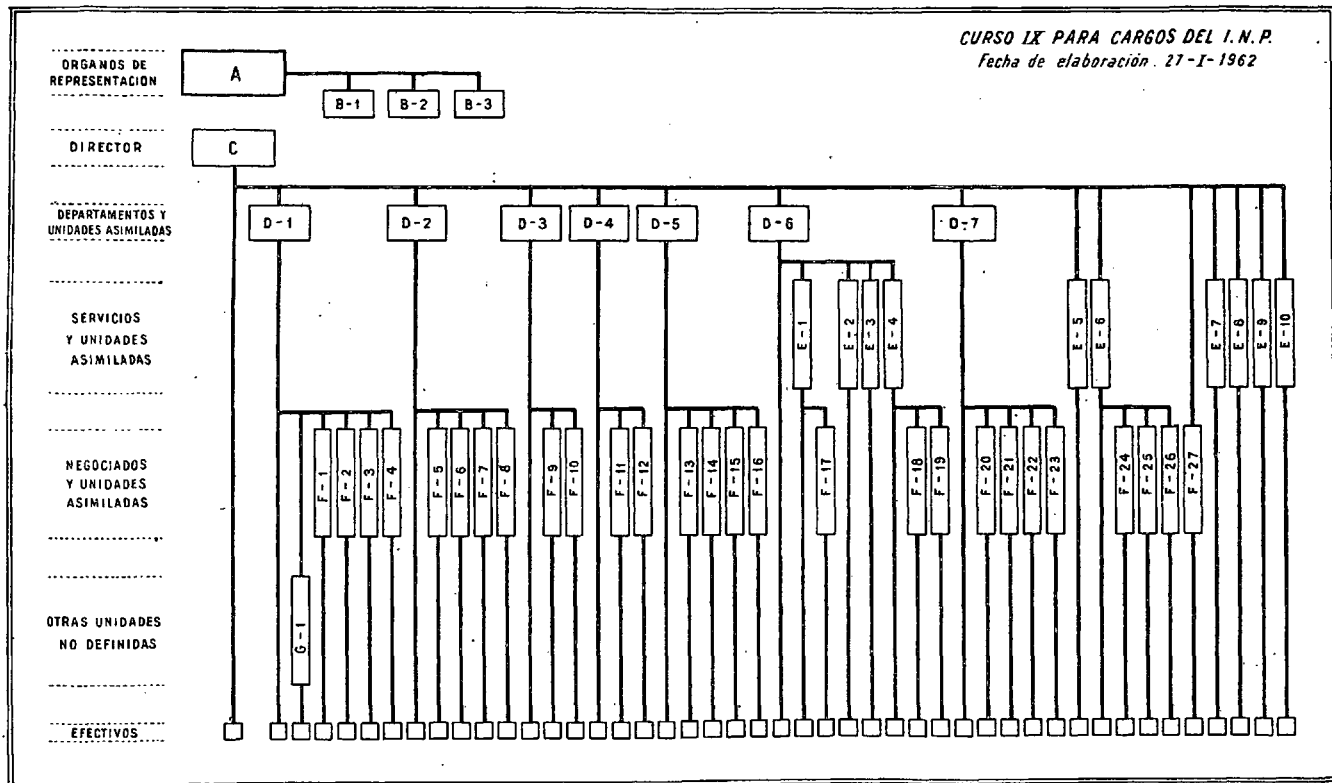 CURSO IX PARA CARGOS DEL I.N.P.
Fecha de elaboración. 27-I-1962
ORGANOS DE
REPRESENTACIÓN
A
B-1
B-2
B-3
DIRECTOR
C
DEPARTAMENTOS Y
UNIDADES ASIMILADAS
D-1
D-2
D-3
D-4
D-5
D-6
D-7
SERVICIOS
Y UNIDADES
ASIMILADAS
E-1
E-2
E-3
E-4
E-5
E-6
E-7
E-8
E-9
E-10
NEGOCIADOS
Y UNIDADES
ASIMILADAS
F-1
F-2
F-3
F-4
F-5
F-6
F-7
F-8
F-9
F-10
F-11
F-12
F-13
F-14
F-15
F-16
F-17
F-18
F-19
F-20
F-21
F-22
F-23
F-24
F-25
F-26
F-27
OTRAS UNIDADES
NO DEFINIDAS
G-1
EFECTIVOS